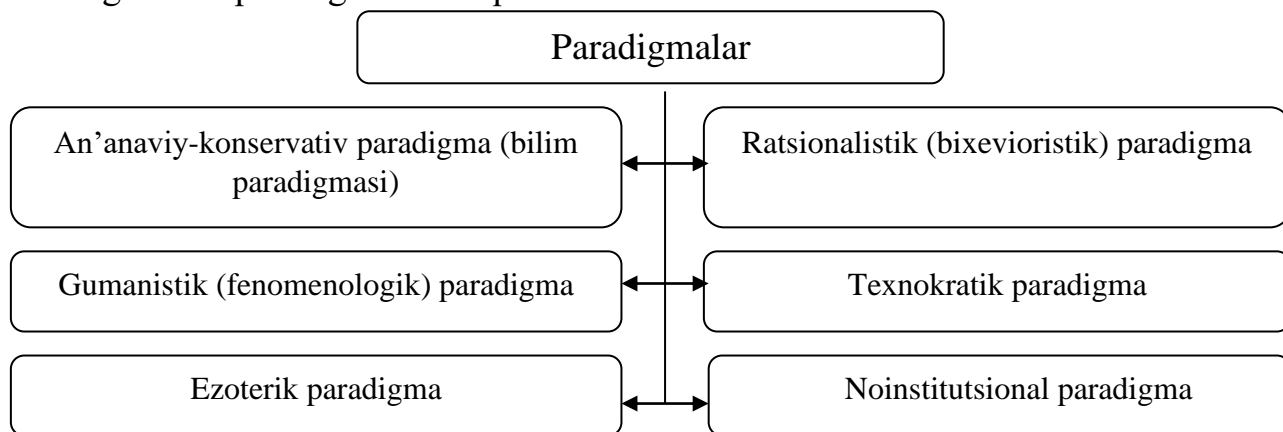 Paradigmalar
An’anaviy-konservativ paradigma (bilim
paradigmasi)
Ratsionalistik (bixevioristik) paradigma
Gumanistik (fenomenologik) paradigma
Texnokratik paradigma
Ezoterik paradigma
Noinstitutsional paradigma